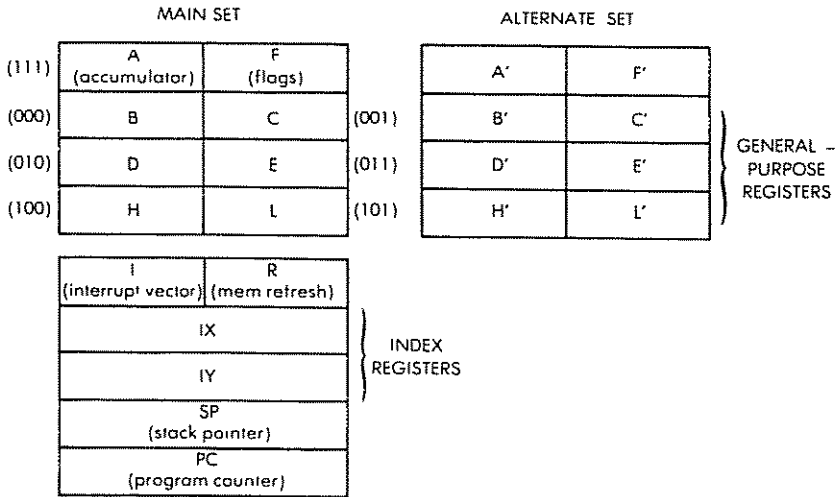 MAIN SET
ALTERNATE SET
(111) A F A′ F′
(accumulator) (flags)
(000) B C (001) B′ C′
(010) D E (011) D′ E′
(100) H L (101) H′ L′
GENERAL –
PURPOSE
REGISTERS
I R
(interrupt vector) (mem refresh)
IX
IY
INDEX
REGISTERS
SP
(stack pointer)
PC
(program counter)